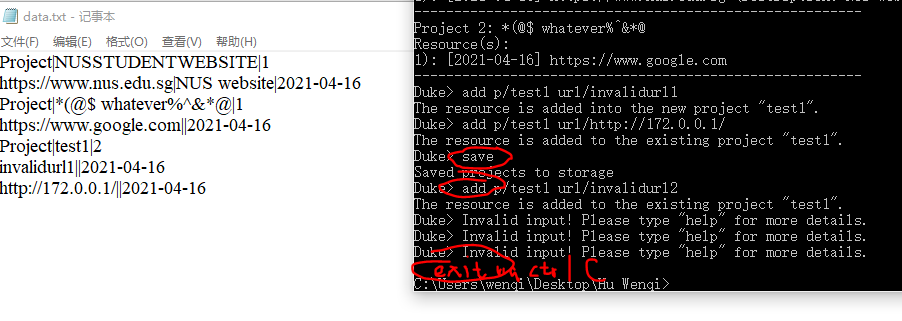 data.txt - 记事本
文件(F) 编辑(E) 格式(O) 查看(V) 帮助(H)
Project|NUSSTUDENTWEBSITE|1
https://www.nus.edu.sg|NUS website|2021-04-16
Project|*(@$ whatever%^&*@|1
https://www.google.com||2021-04-16
Project|test1|2
invalidurl1||2021-04-16
http://172.0.0.1/||2021-04-16
Project 2: *(@$ whatever%^&*@
Resource(s):
1): [2021-04-16] https://www.google.com
Duke> add p/test1 url/invalidurl1
The resource is added into the new project "test1".
Duke> add p/test1 url/http://172.0.0.1/
The resource is added to the existing project "test1".
Duke> save
Saved projects to storage
Duke> add p/test1 url/invalidurl2
The resource is added to the existing project "test1".
Duke> Invalid input! Please type "help" for more details.
Duke> Invalid input! Please type "help" for more details.
Duke> Invalid input! Please type "help" for more details.
exit ctrl C
C:\Users\wenqi\Desktop\Hu Wenqi>